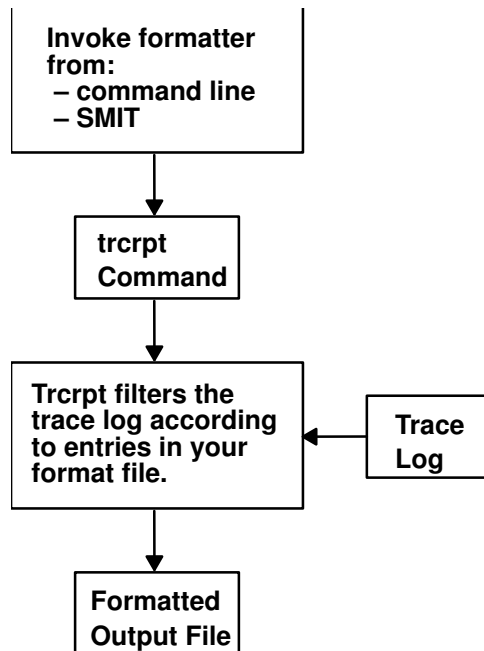 Invoke formatter
from:
– command line
– SMIT
trcrpt
Command
Trcrpt filters the
trace log according
to entries in your
format file.
Trace
Log
Formatted
Output File